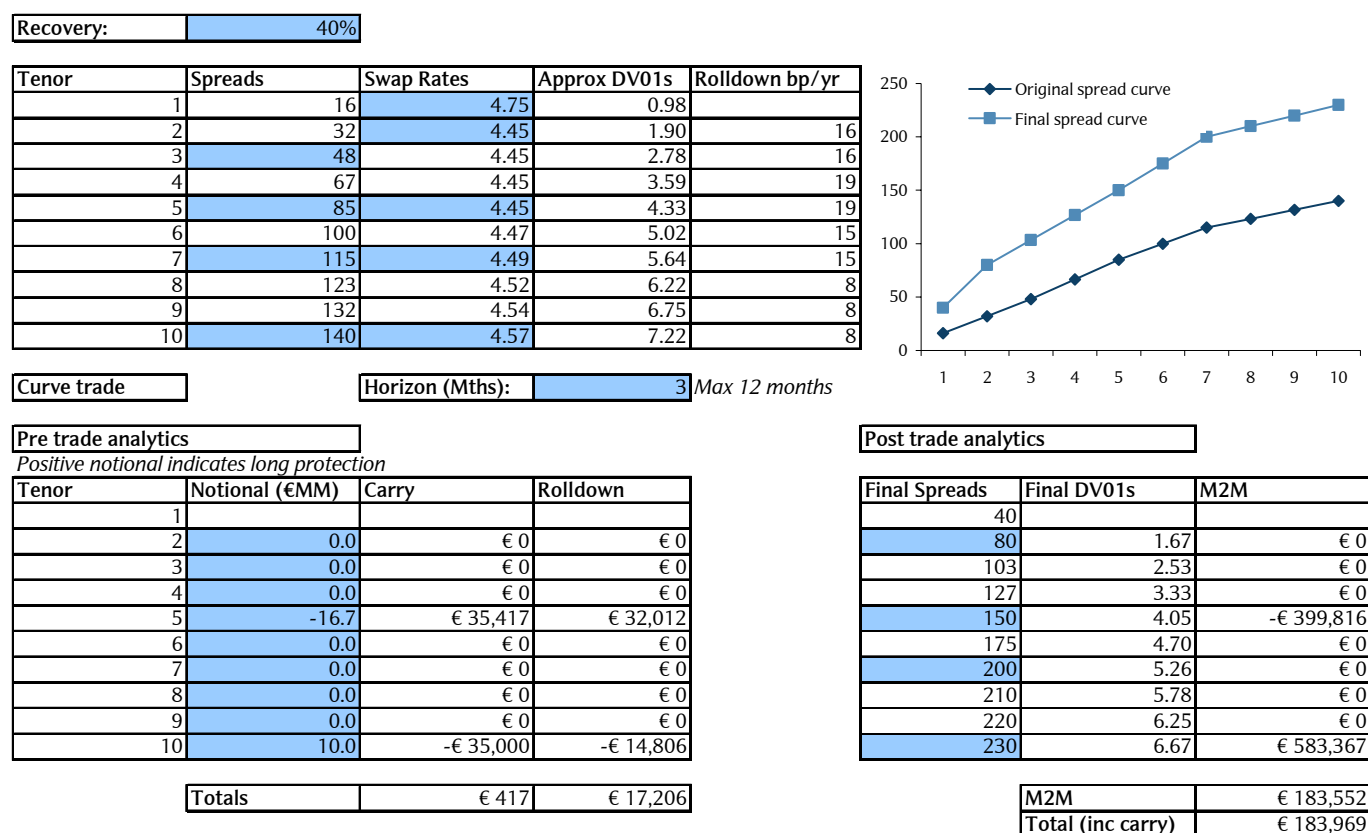 Recovery: 40%
Tenor Spreads Swap Rates Approx DV01s Rolldown bp/yr
1 16 4.75 0.98
2 32 4.45 1.90 16
3 48 4.45 2.78 16
4 67 4.45 3.59 19
5 85 4.45 4.33 19
6 100 4.47 5.02 15
7 115 4.49 5.64 15
8 123 4.52 6.22 8
9 132 4.54 6.75 8
10 140 4.57 7.22 8
250
200
150
100
50
0
Original spread curve
Final spread curve
1 2 3 4 5 6 7 8 9 10
Curve trade Horizon (Mths): 3 Max 12 months
Pre trade analytics
Positive notional indicates long protection
Tenor Notional (€MM) Carry Rolldown
1
2 0.0 € 0 € 0
3 0.0 € 0 € 0
4 0.0 € 0 € 0
5 -16.7 € 35,417 € 32,012
6 0.0 € 0 € 0
7 0.0 € 0 € 0
8 0.0 € 0 € 0
9 0.0 € 0 € 0
10 10.0 -€ 35,000 -€ 14,806
Totals € 417 € 17,206
Post trade analytics
Final Spreads Final DV01s M2M
40
80 1.67 € 0
103 2.53 € 0
127 3.33 € 0
150 4.05 -€ 399,816
175 4.70 € 0
200 5.26 € 0
210 5.78 € 0
220 6.25 € 0
230 6.67 € 583,367
M2M € 183,552
Total (inc carry) € 183,969